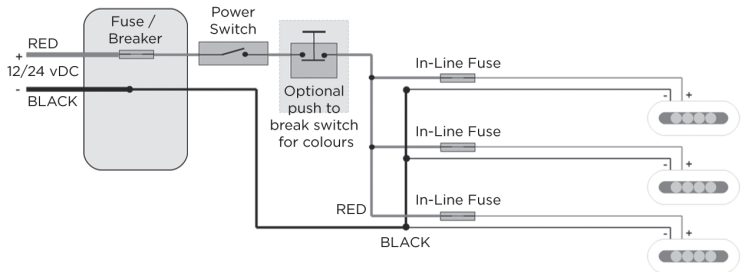 Fuse /
Breaker
Power
Switch
RED
+
12/24 vDC
-
BLACK
Optional
push to
break switch
for colours
In-Line Fuse
- +
In-Line Fuse
- +
In-Line Fuse
RED
- +
BLACK